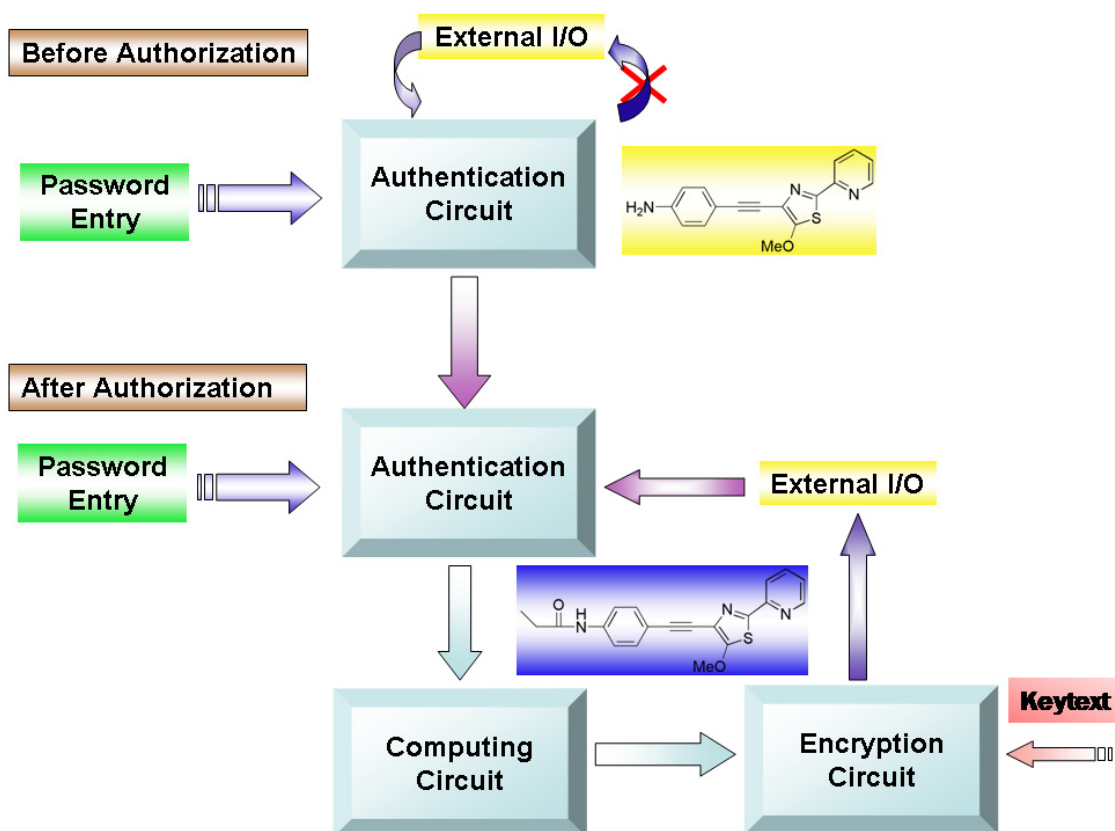 External I/O
Before Authorization
Password
Entry
Authentication
Circuit
N
N
S
H₂N
MeO
After Authorization
Password
Entry
Authentication
Circuit
External I/O
O
H
N
N
N
S
MeO
Keytext
Computing
Circuit
Encryption
Circuit